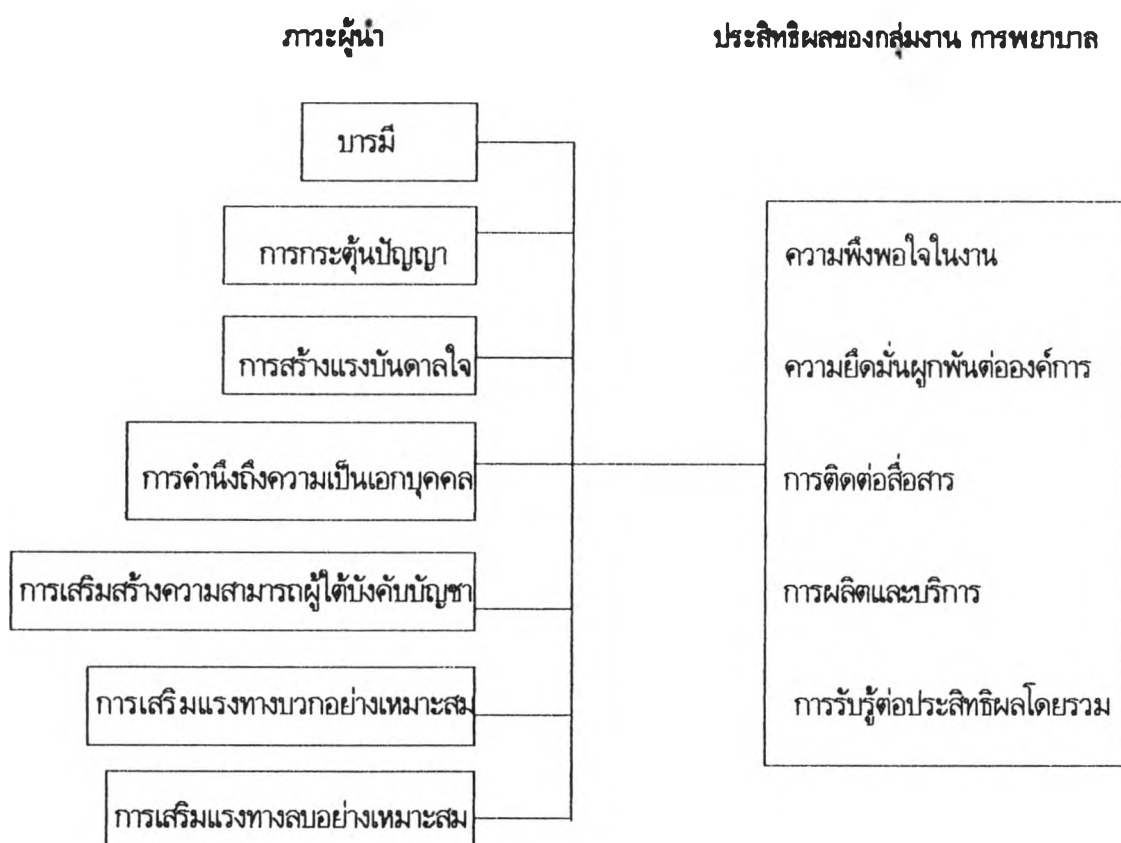 ภาวะผู้นำ
ประสิทธิผลของกลุ่มงาน การพยาบาล
บารมี
การกระตุ้นปัญญา
การสร้างแรงบันดาลใจ
การคำนึงถึงความเป็นเอกบุคคล
การเสริมสร้างความสามารถผู้ใต้บังคับบัญชา
การเสริมแรงทางบวกอย่างเหมาะสม
การเสริมแรงทางลบอย่างเหมาะสม
ความพึงพอใจในงาน
ความยึดมั่นผูกพันต่อองค์การ
การติดต่อสื่อสาร
การผลิตและบริการ
การรับรู้ต่อประสิทธิผลโดยรวม